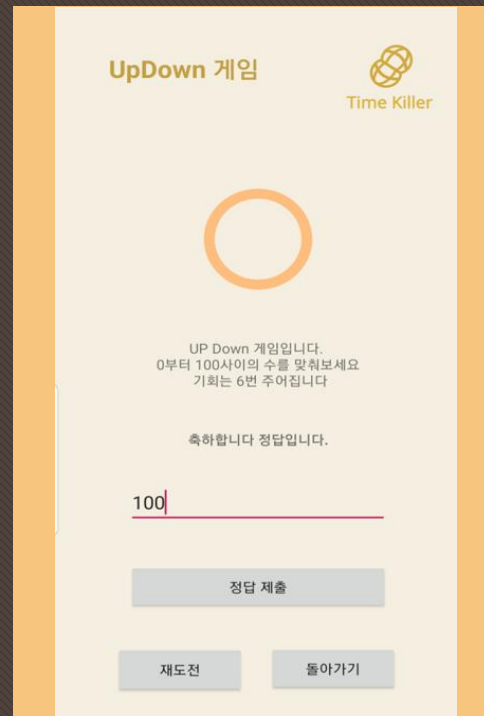 UpDown 게임
Time Killer
UP Down 게임입니다.
0부터 100사이의 수를 맞춰보세요
기회는 6번 주어집니다
축하합니다 정답입니다.
100
정답 제출
재도전
돌아가기